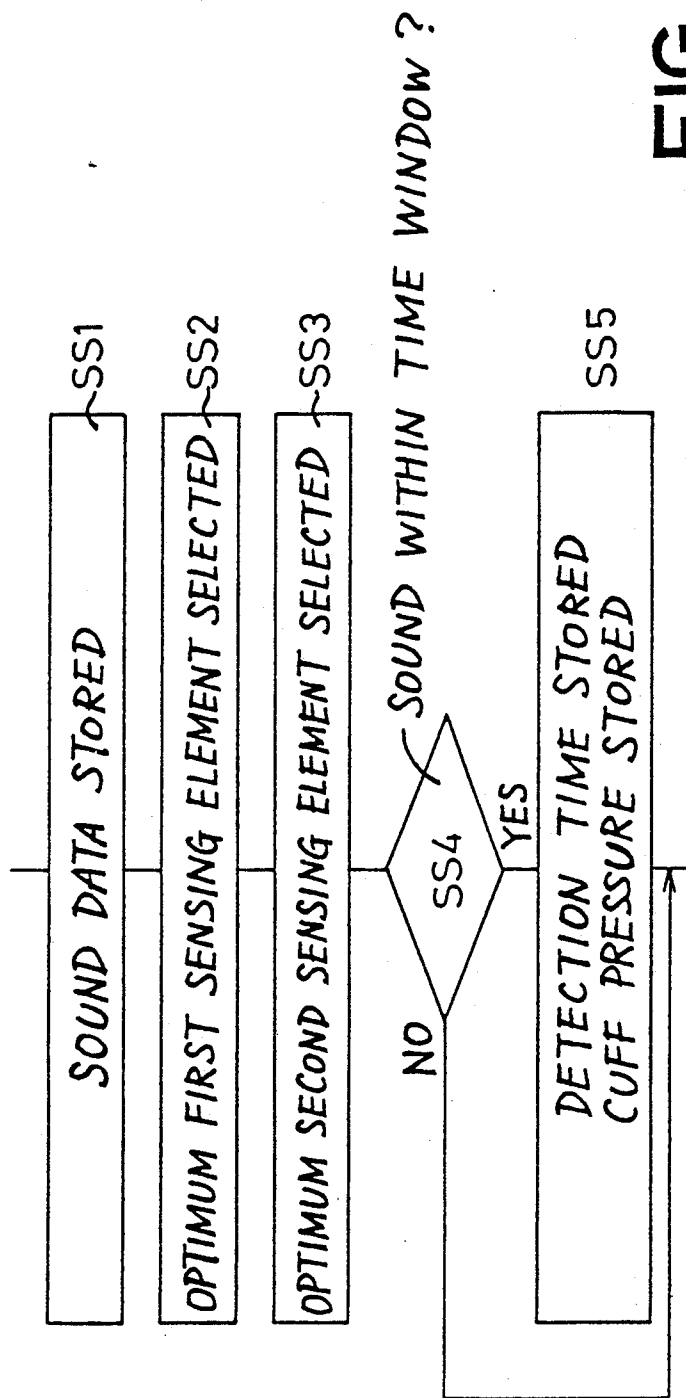 SOUND DATA STORED
SS1
OPTIMUM FIRST SENSING ELEMENT SELECTED
SS2
OPTIMUM SECOND SENSING ELEMENT SELECTED
SS3
SOUND WITHIN TIME WINDOW?
SS4
NO
YES
DETECTION TIME STORED
CUFF PRESSURE STORED
SS5
FIG